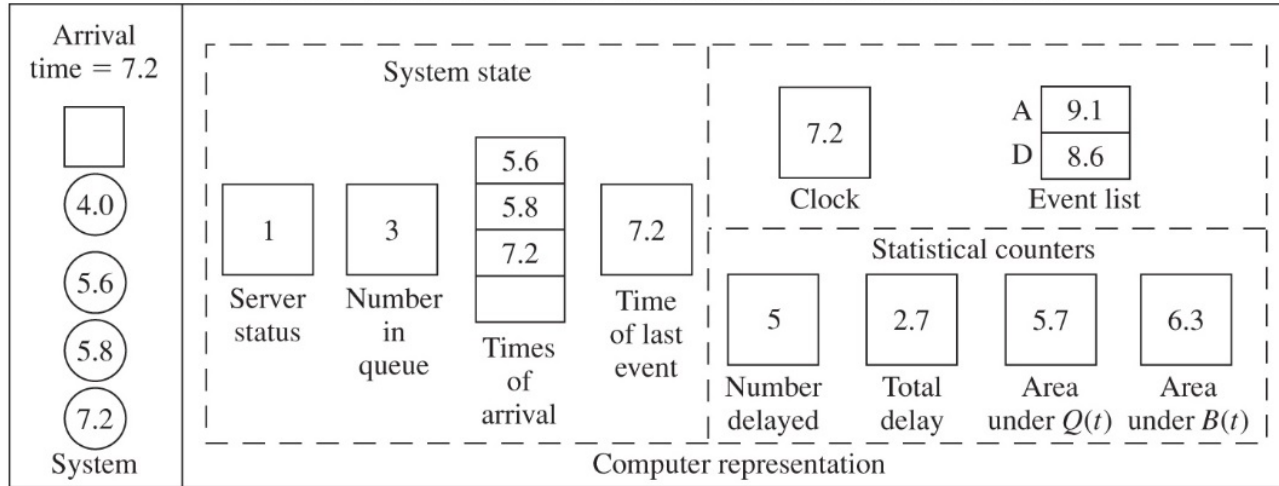 Arrival
time = 7.2
4.0
5.6
5.8
7.2
System
System state
1
Server
status
3
Number
in
queue
5.6
5.8
7.2
Times
of
arrival
7.2
Time
of last
event
7.2
Clock
A 9.1
D 8.6
Event list
Statistical counters
5
Number
delayed
2.7
Total
delay
5.7
Area
under Q(t)
6.3
Area
under B(t)
Computer representation